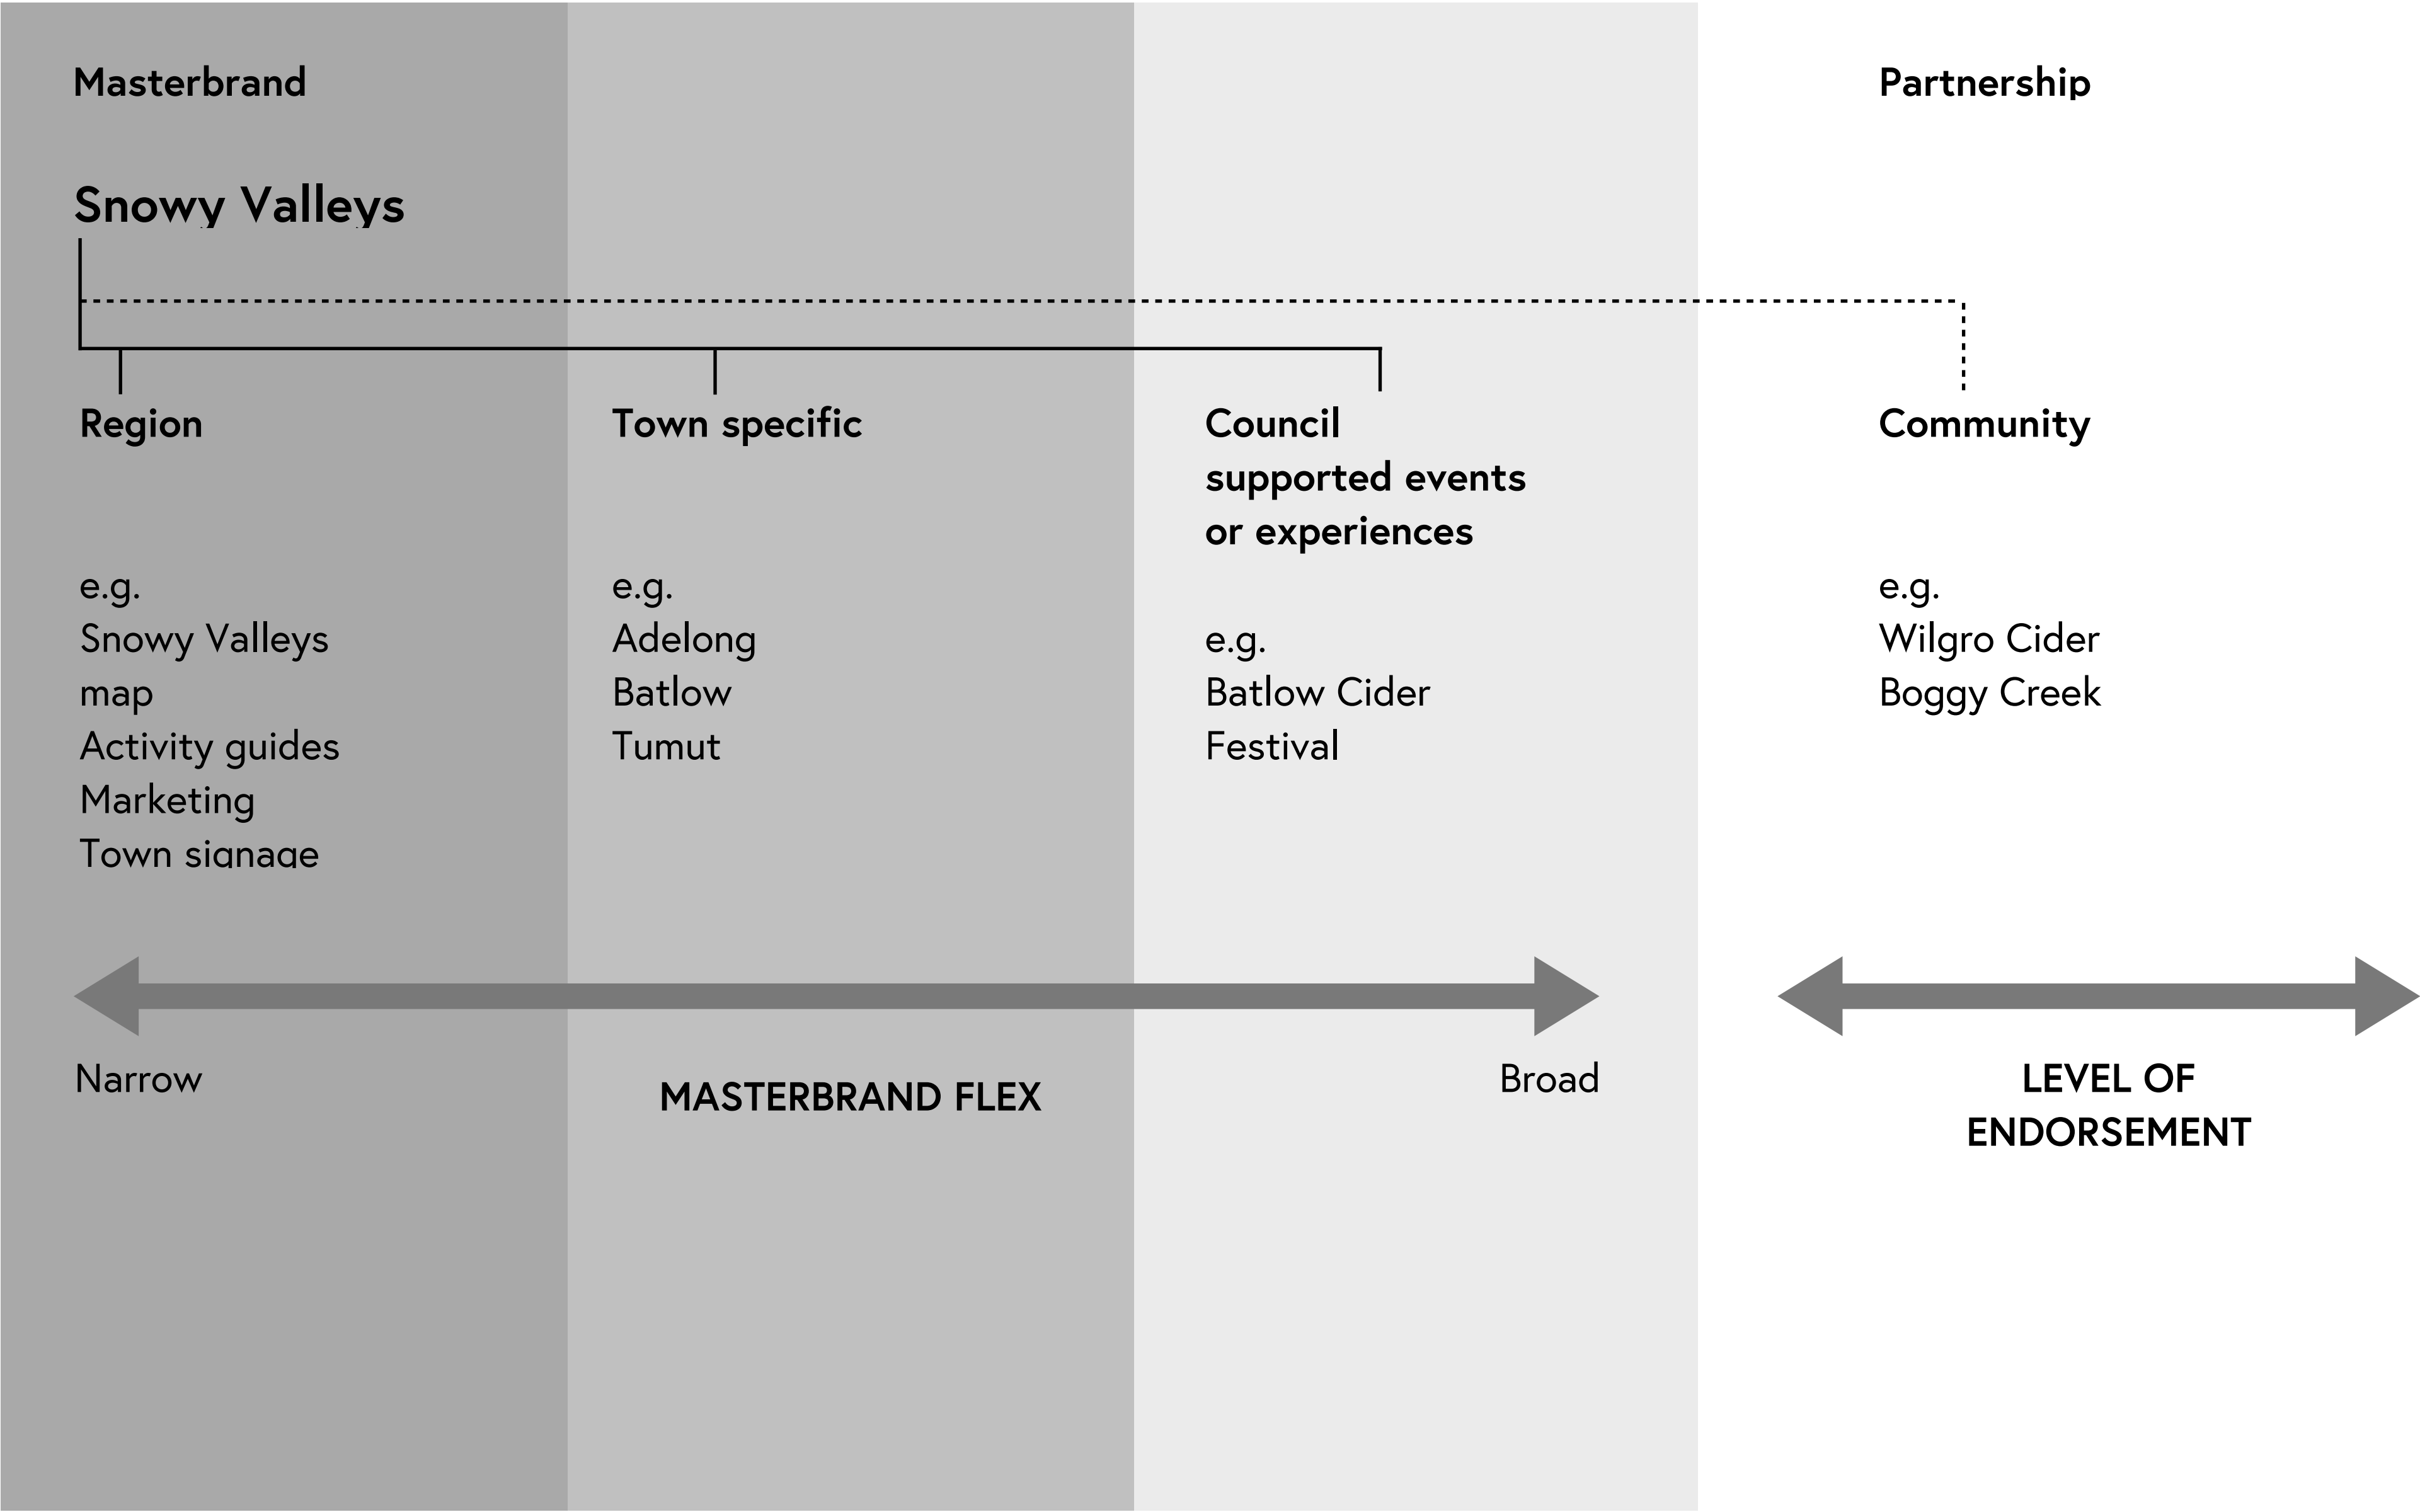 Masterbrand
Partnership
Snowy Valleys
Region
Town specific
Council
supported events
or experiences
Community
e.g.
Snowy Valleys
map
Activity guides
Marketing
Town signage
e.g.
Adelong
Batlow
Tumut
e.g.
Batlow Cider
Festival
e.g.
Wilgro Cider
Boggy Creek
Narrow
MASTERBRAND FLEX
Broad
LEVEL OF
ENDORSEMENT